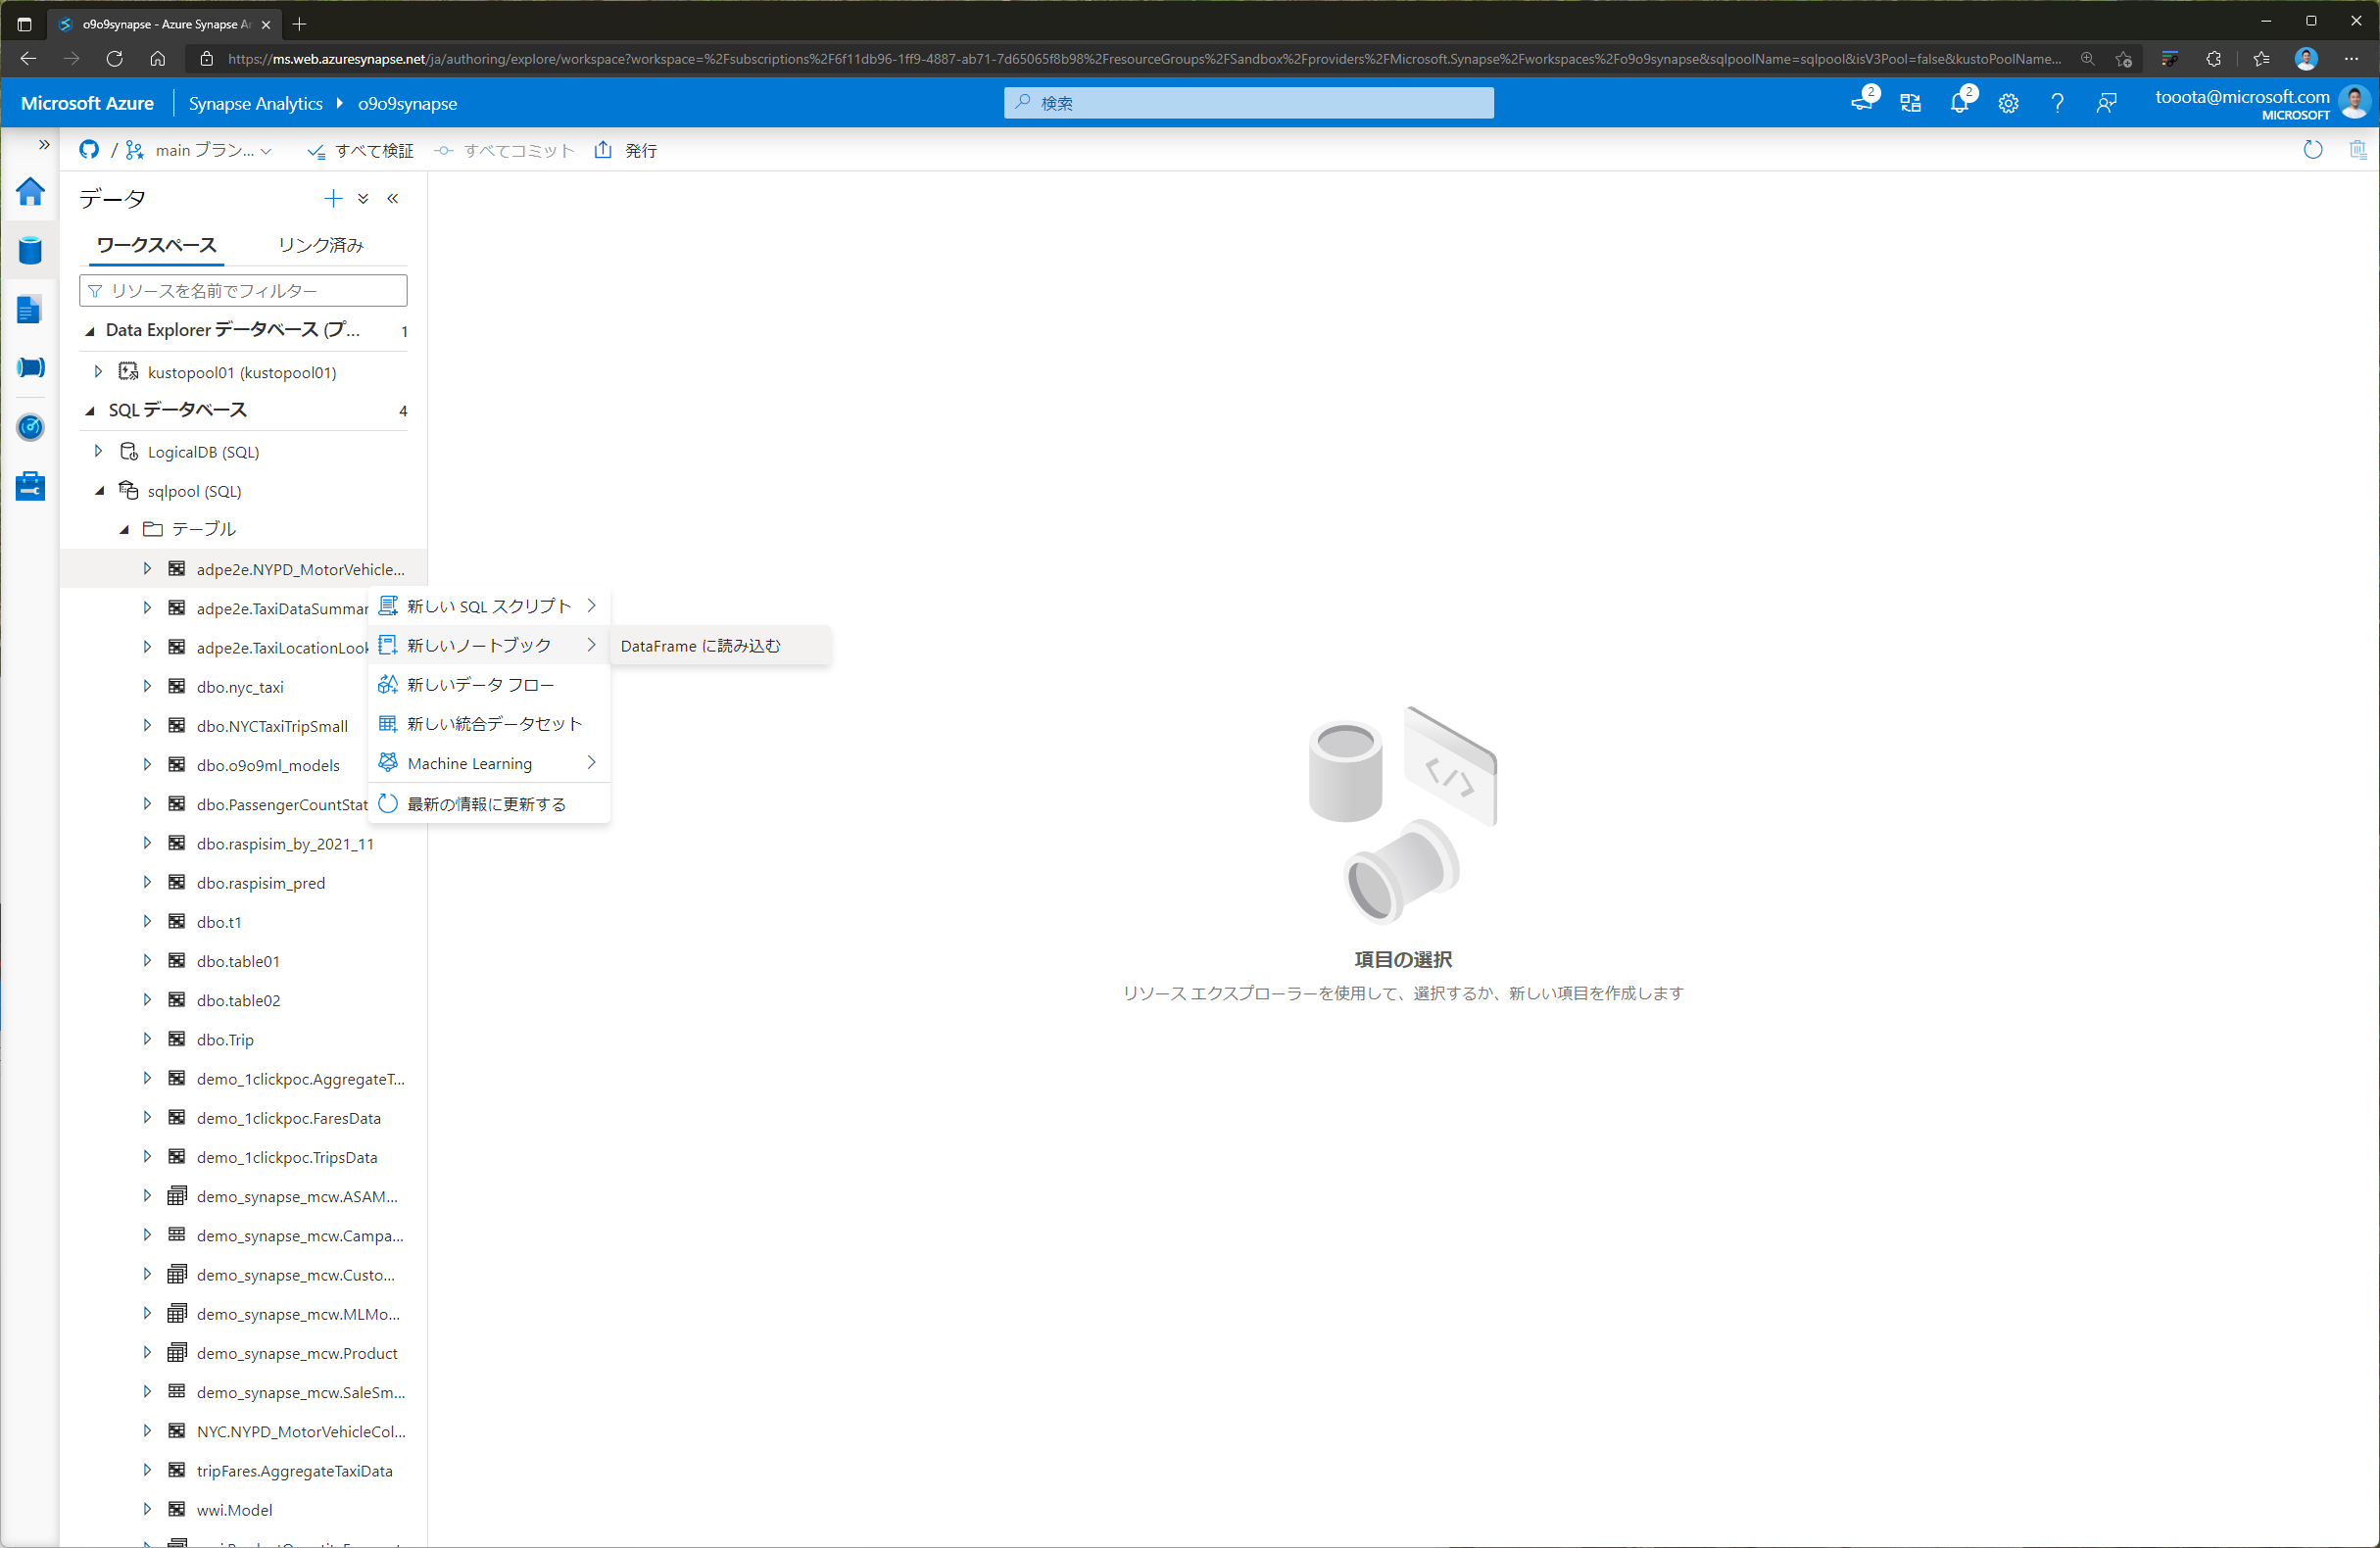 o9o9synapse - Azure Synapse An
https://ms.web.azuresynapse.net/ja/authoring/explore/workspace?workspace=%2Fsubscriptions%2F6f11db96-1ff9-4887-ab71-7d65065f8b98%2FresourceGroups%2FSandbox%2Fproviders%2FMicrosoft.Synapse%2Fworkspaces%2Fo9o9synapse&sqlpoolName=sqlpool&isV3Pool=false&kustoPoolName...
Microsoft Azure
Synapse Analytics
o9o9synapse
検索
2
2
tooota@microsoft.com
MICROSOFT
/
main ブラン...
すべて検証
すべてコミット
発行
データ
ワークスペース
リンク済み
リソースを名前でフィルター
Data Explorer データベース (プ... 1
kustopool01 (kustopool01)
SQL データベース 4
LogicalDB (SQL)
sqlpool (SQL)
テーブル
adpe2e.NYPD_MotorVehicle...
adpe2e.TaxiDataSummar
adpe2e.TaxiLocationLook
dbo.nyc_taxi
dbo.NYCTaxiTripSmall
dbo.o9o9ml_models
dbo.PassengerCountStat
dbo.raspisim_by_2021_11
dbo.raspisim_pred
dbo.t1
dbo.table01
dbo.table02
dbo.Trip
demo_1clickpoc.AggregateT...
demo_1clickpoc.FaresData
demo_1clickpoc.TripsData
demo_synapse_mcw.ASAM...
demo_synapse_mcw.Campa...
demo_synapse_mcw.Custo...
demo_synapse_mcw.MLMo...
demo_synapse_mcw.Product
demo_synapse_mcw.SaleSm...
NYC.NYPD_MotorVehicleCol...
tripFares.AggregateTaxiData
wwi.Model
新しい SQL スクリプト
新しいノートブック
DataFrame に読み込む
新しいデータ フロー
新しい統合データセット
Machine Learning
最新の情報に更新する
項目の選択
リソース エクスプローラーを使用して、選択するか、新しい項目を作成します